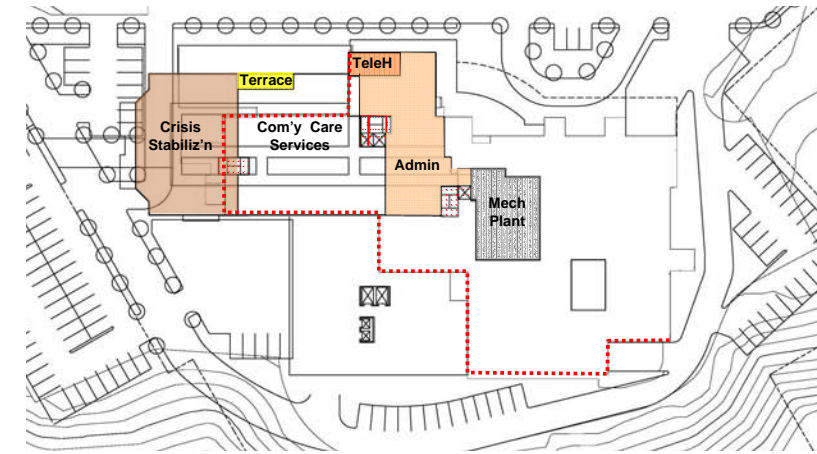 TeleH
Terrace
Crisis
Stabiliz'n
Com'y Care
Services
Admin
Mech
Plant